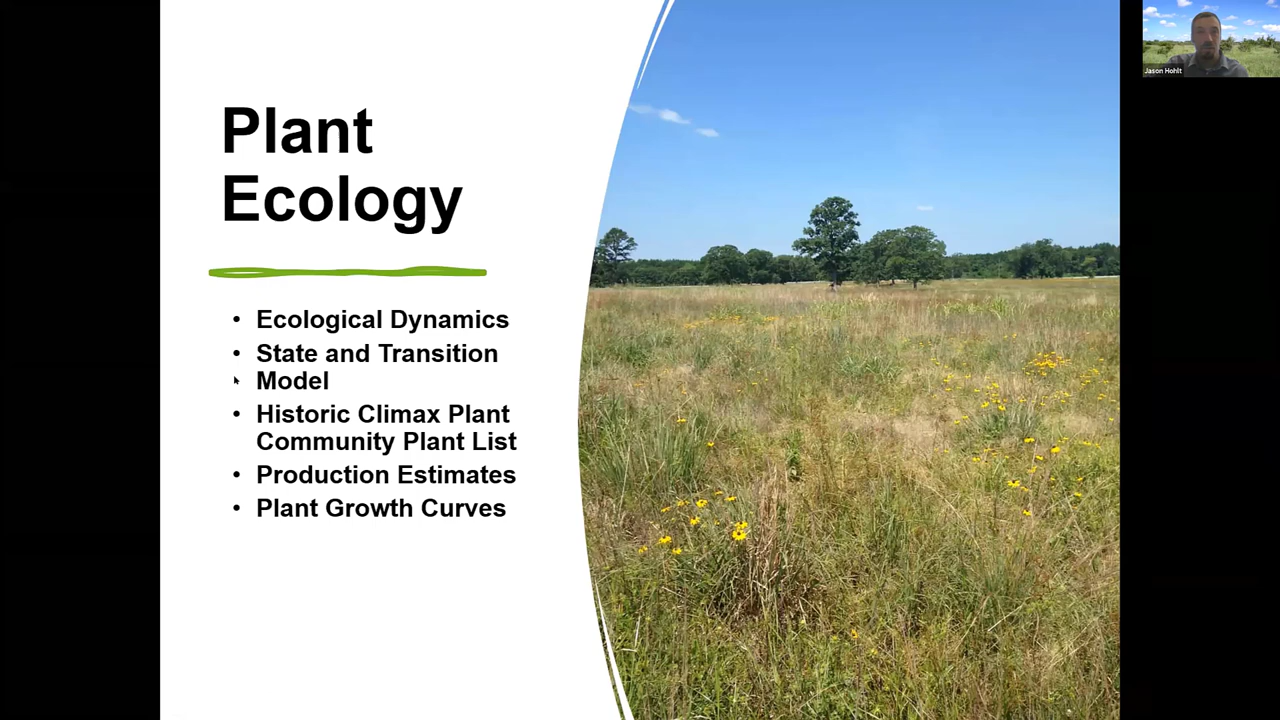 Plant
Ecology
• Ecological Dynamics
• State and Transition
• Model
• Historic Climax Plant
Community Plant List
• Production Estimates
• Plant Growth Curves
Jason Hohlt